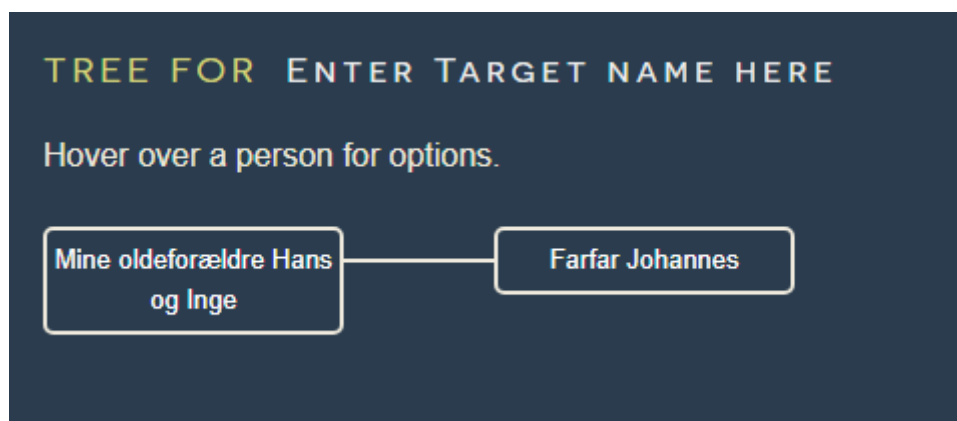 TREE FOR ENTER TARGET NAME HERE
Hover over a person for options.
Mine oldeforældre Hans
og Inge
Farfar Johannes